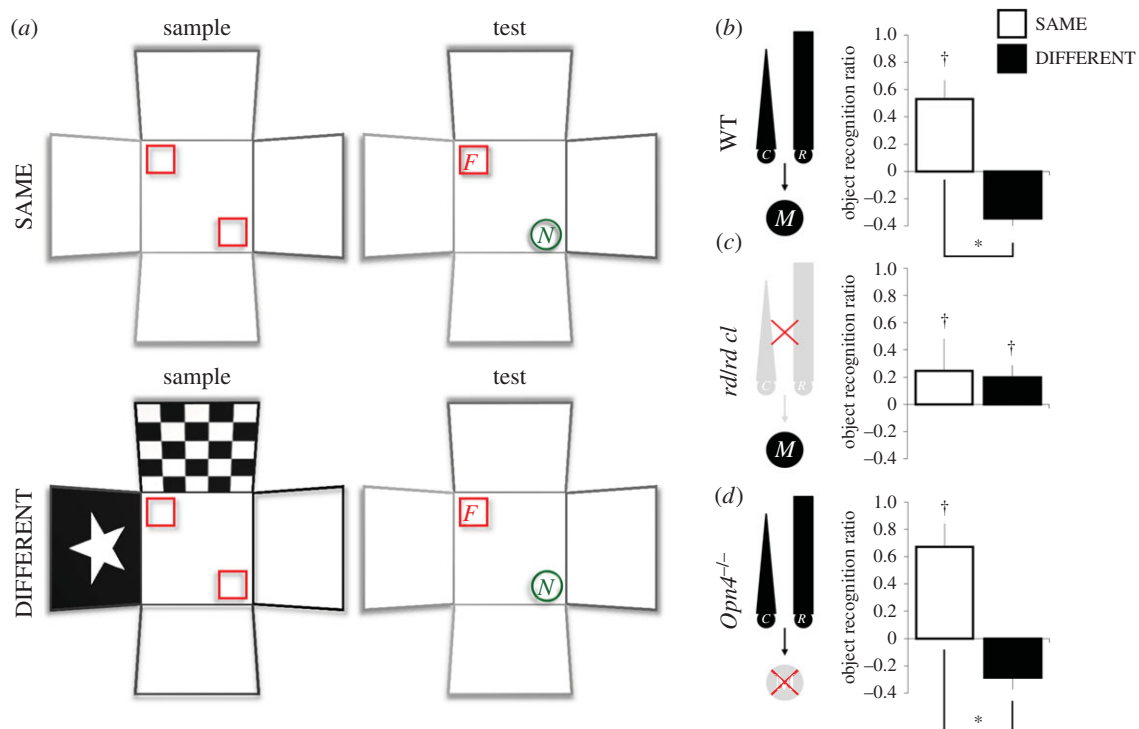 (a)
sample
test
SAME
F
N
sample
test
DIFFERENT
F
N
SAME
DIFFERENT
(b)
WT
C
R
M
object recognition ratio
1.0
0.8
0.6
0.4
0.2
0
–0.2
–0.4
†
*
(c)
rd/rd cl
C
R
M
object recognition ratio
1.0
0.8
0.6
0.4
0.2
0
–0.2
–0.4
†
†
(d)
Opn4–/–
C
R
object recognition ratio
1.0
0.8
0.6
0.4
0.2
0
–0.2
–0.4
†
*